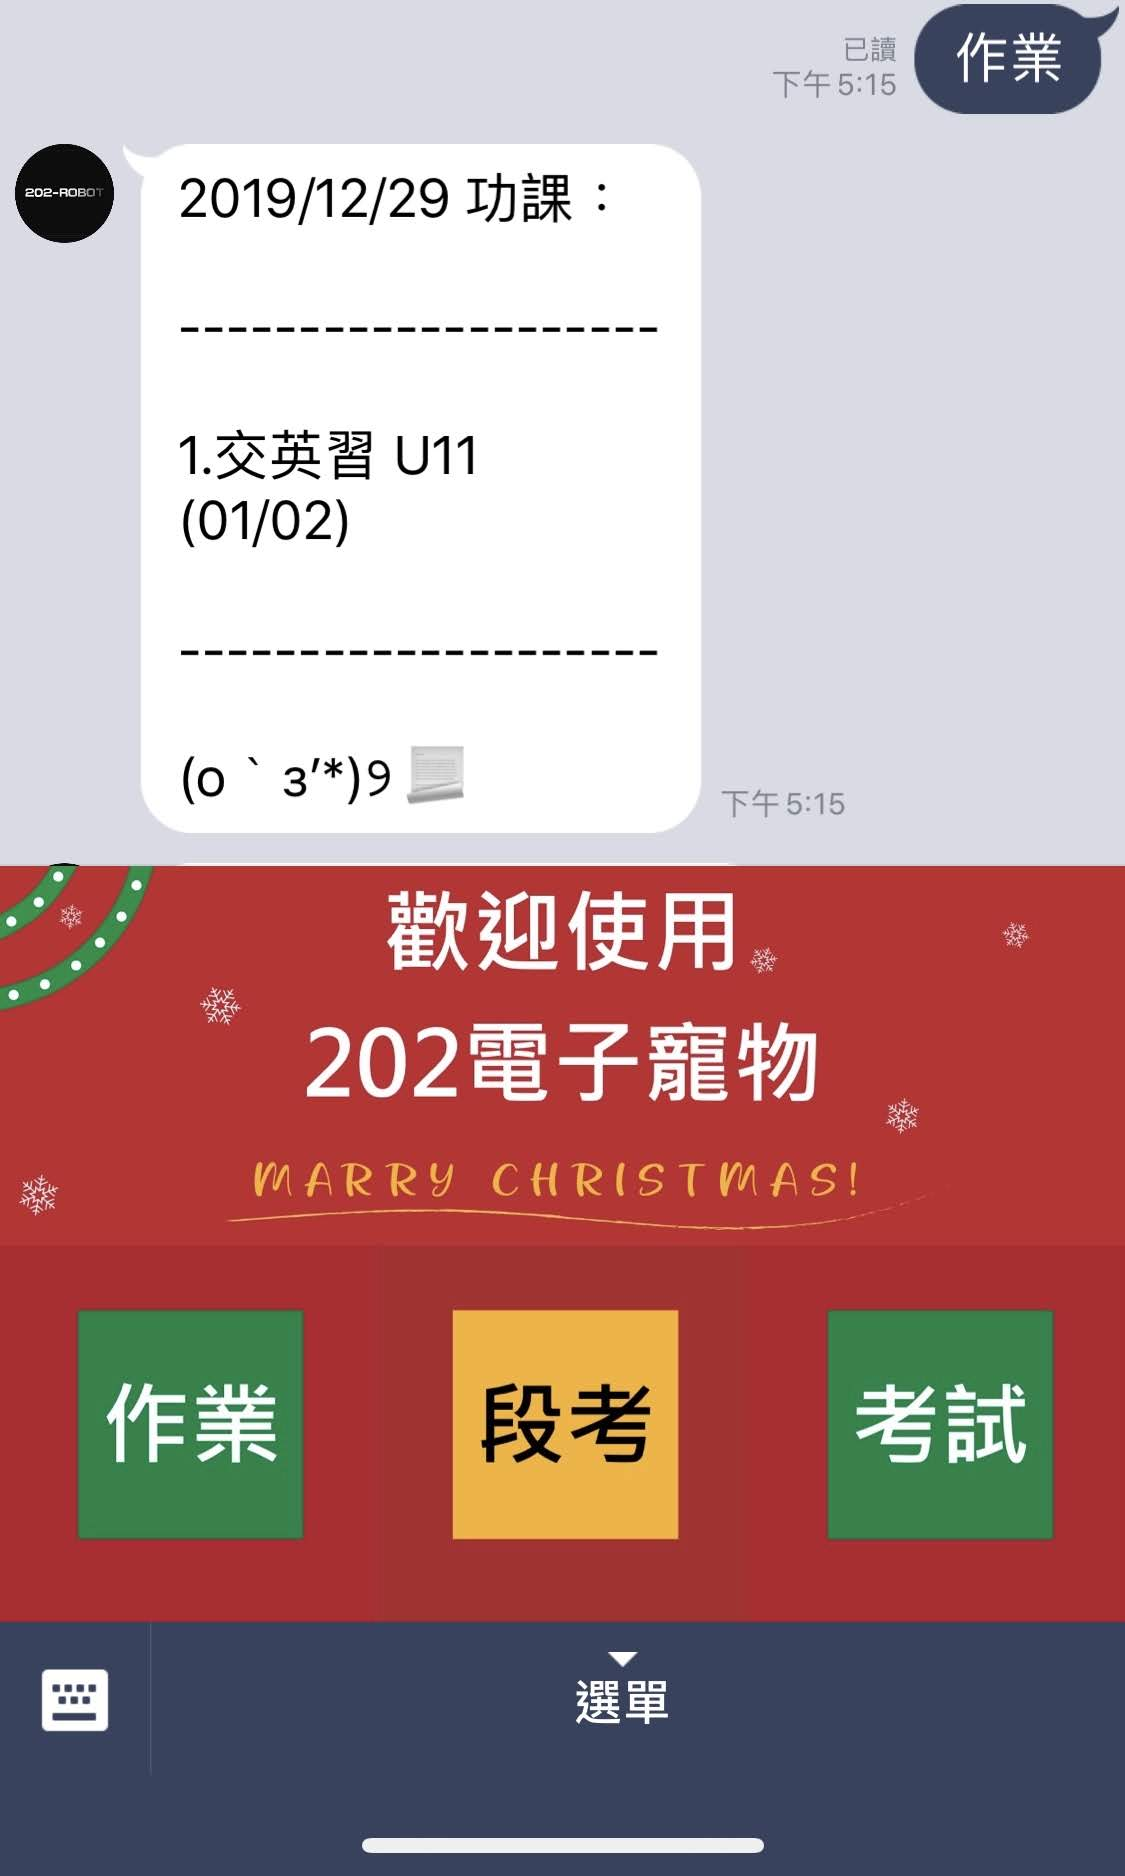 已讀
下午 5:15
作業
202-ROBOT
2019/12/29 功課：
--------------------
1.交英習 U11
(01/02)
--------------------
(o｀з′*)୨
下午 5:15
歡迎使用
202電子寵物
MARRY CHRISTMAS!
作業
段考
考試
選單